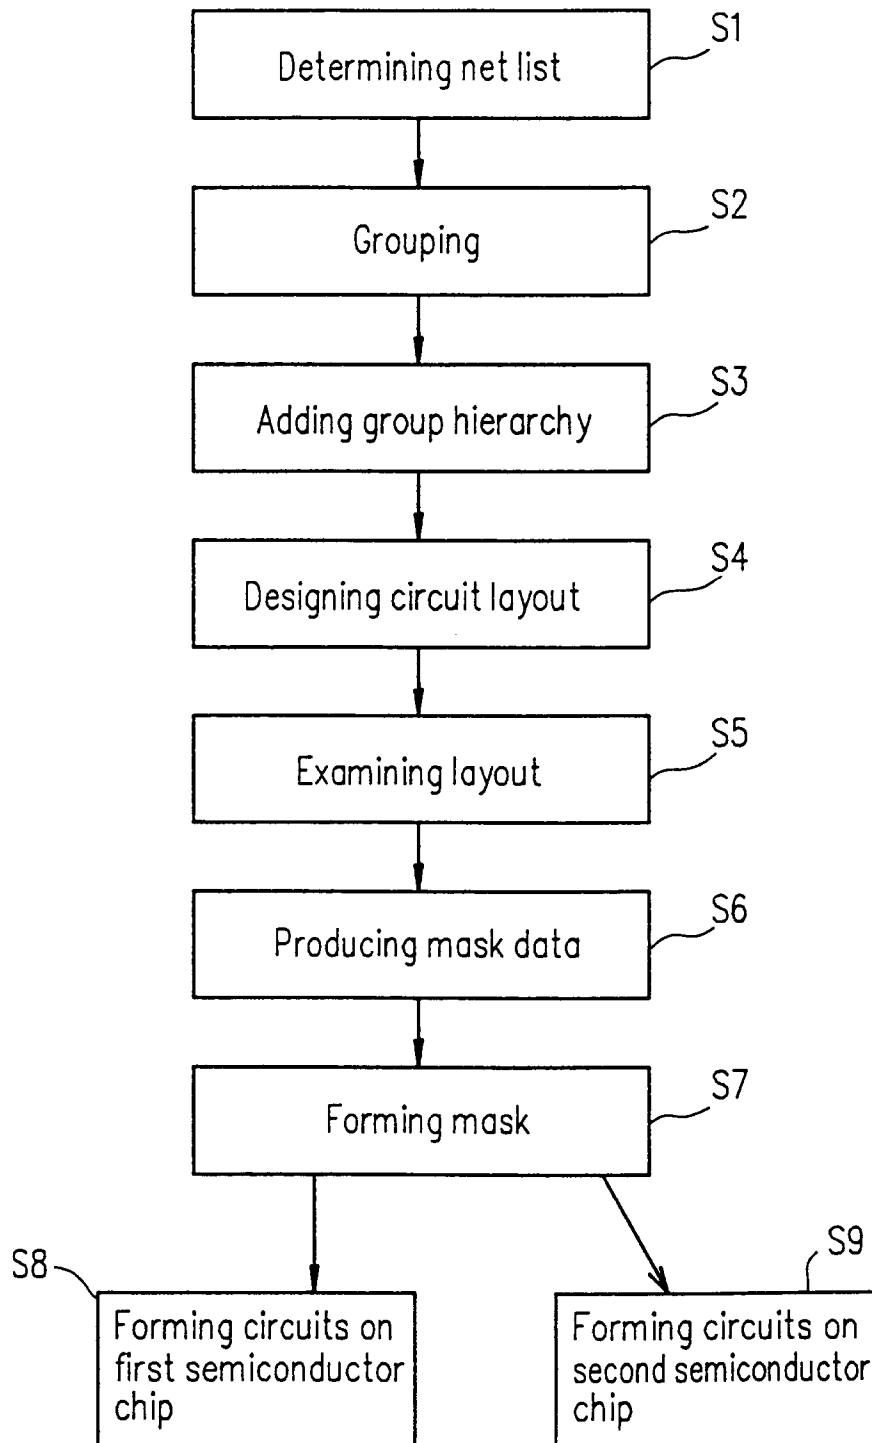 S1
Determining net list
S2
Grouping
S3
Adding group hierarchy
S4
Designing circuit layout
S5
Examining layout
S6
Producing mask data
S7
Forming mask
S8
Forming circuits on
first semiconductor
chip
S9
Forming circuits on
second semiconductor
chip